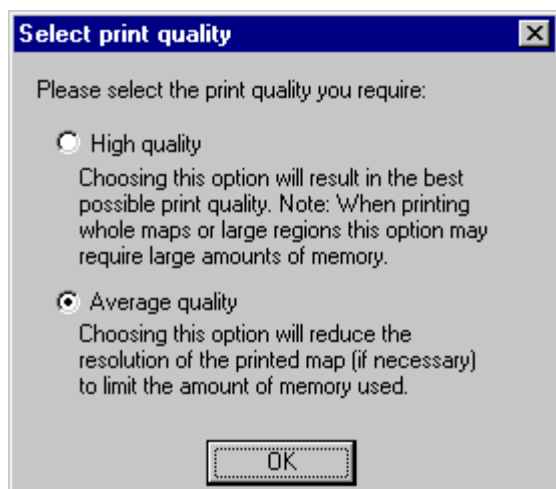 Select print quality
Please select the print quality you require:
High quality
Choosing this option will result in the best
possible print quality. Note: When printing
whole maps or large regions this option may
require large amounts of memory.
Average quality
Choosing this option will reduce the
resolution of the printed map (if necessary)
to limit the amount of memory used.
OK